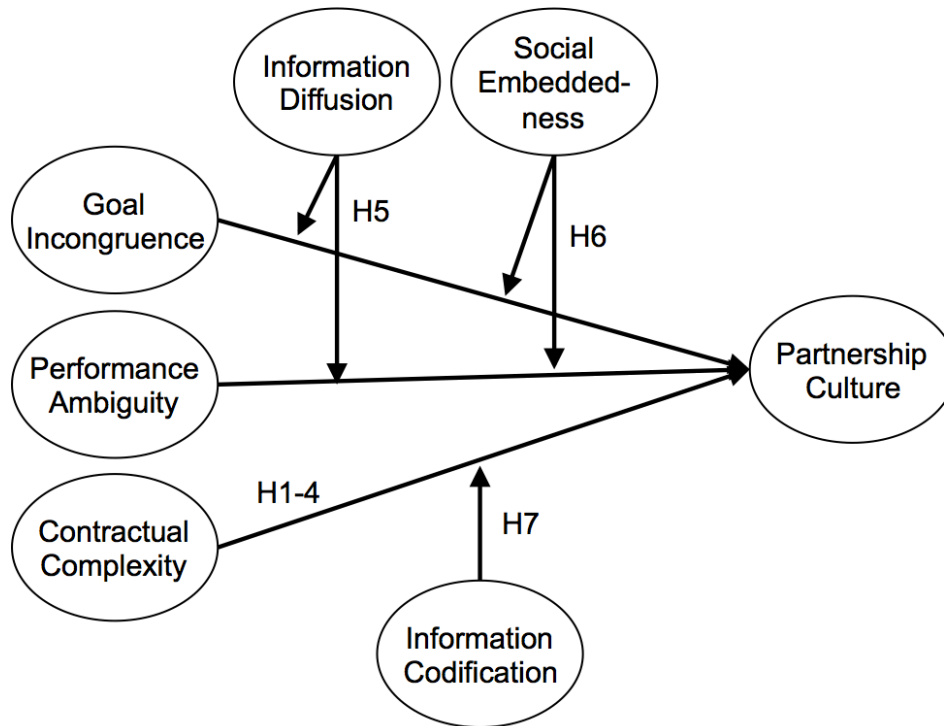 Information
Diffusion
Social
Embedded-
ness
Goal
Incongruence
H5
H6
Performance
Ambiguity
Partnership
Culture
H1-4
Contractual
Complexity
H7
Information
Codification